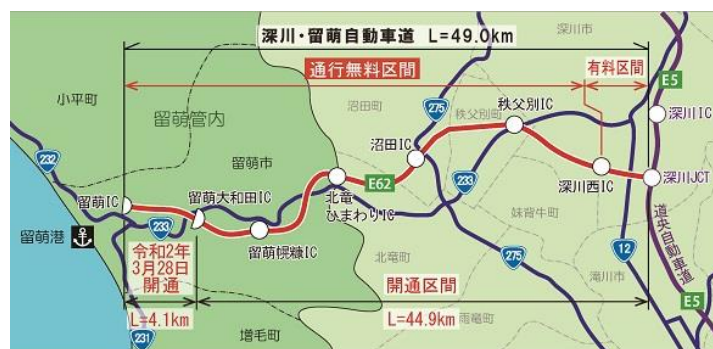 深川・留萌自動車道 L=49.0km
深川市
通行無料区間
有料区間
E5
小平町
留萌管内
沼田町
275
秩父別町
秩父別IC
深川IC
232
留萌市
沼田IC
留萌IC
留萌大和田IC
E62
233
北竜
ひまわりIC
深川西IC
深川JCT
233
留萌幌糠IC
妹背牛町
留萌港
令和2年
3月28日
開通
北竜町
275
12
滝川市
道央自動車道
開通区間
E5
L=4.1km
L=44.9km
雨竜町
231
増毛町